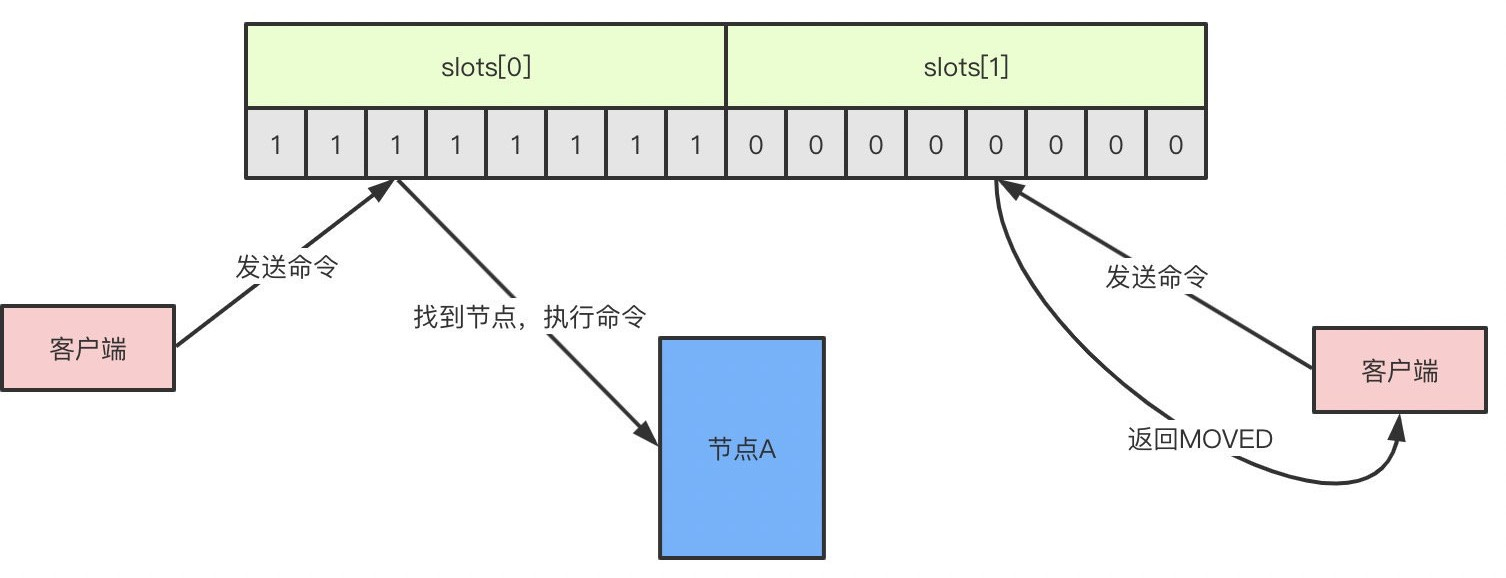 slots[0] slots[1]
1 1 1 1 1 1 1 1 0 0 0 0 0 0 0 0
发送命令
发送命令
找到节点，执行命令
客户端
客户端
返回MOVED
节点A